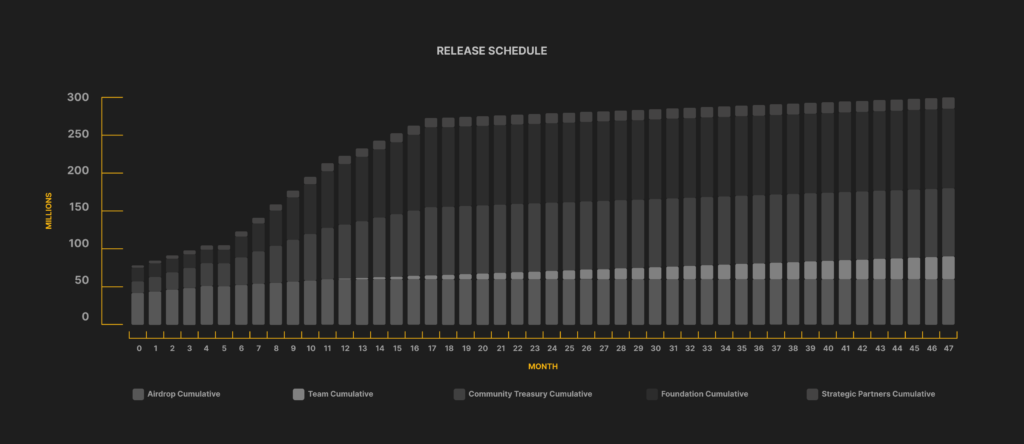 RELEASE SCHEDULE
300
250
200
150
100
50
0
MILLIONS
0 1 2 3 4 5 6 7 8 9 10 11 12 13 14 15 16 17 18 19 20 21 22 23 24 25 26 27 28 29 30 31 32 33 34 35 36 37 38 39 40 41 42 43 44 45 46 47
MONTH
Airdrop Cumulative Team Cumulative Community Treasury Cumulative Foundation Cumulative Strategic Partners Cumulative